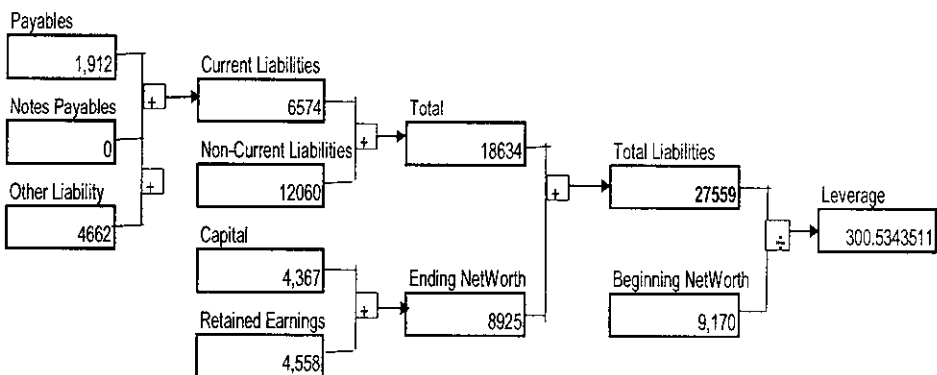 Payables
1,912
Notes Payables
0
Other Liability
4662
+
+
Current Liabilities
6574
Non-Current Liabilities
12060
+
Capital
4,367
Retained Earnings
4,558
+
Total
18634
Ending NetWorth
8925
+
Total Liabilities
27559
Beginning NetWorth
9,170
÷
Leverage
300.5343511